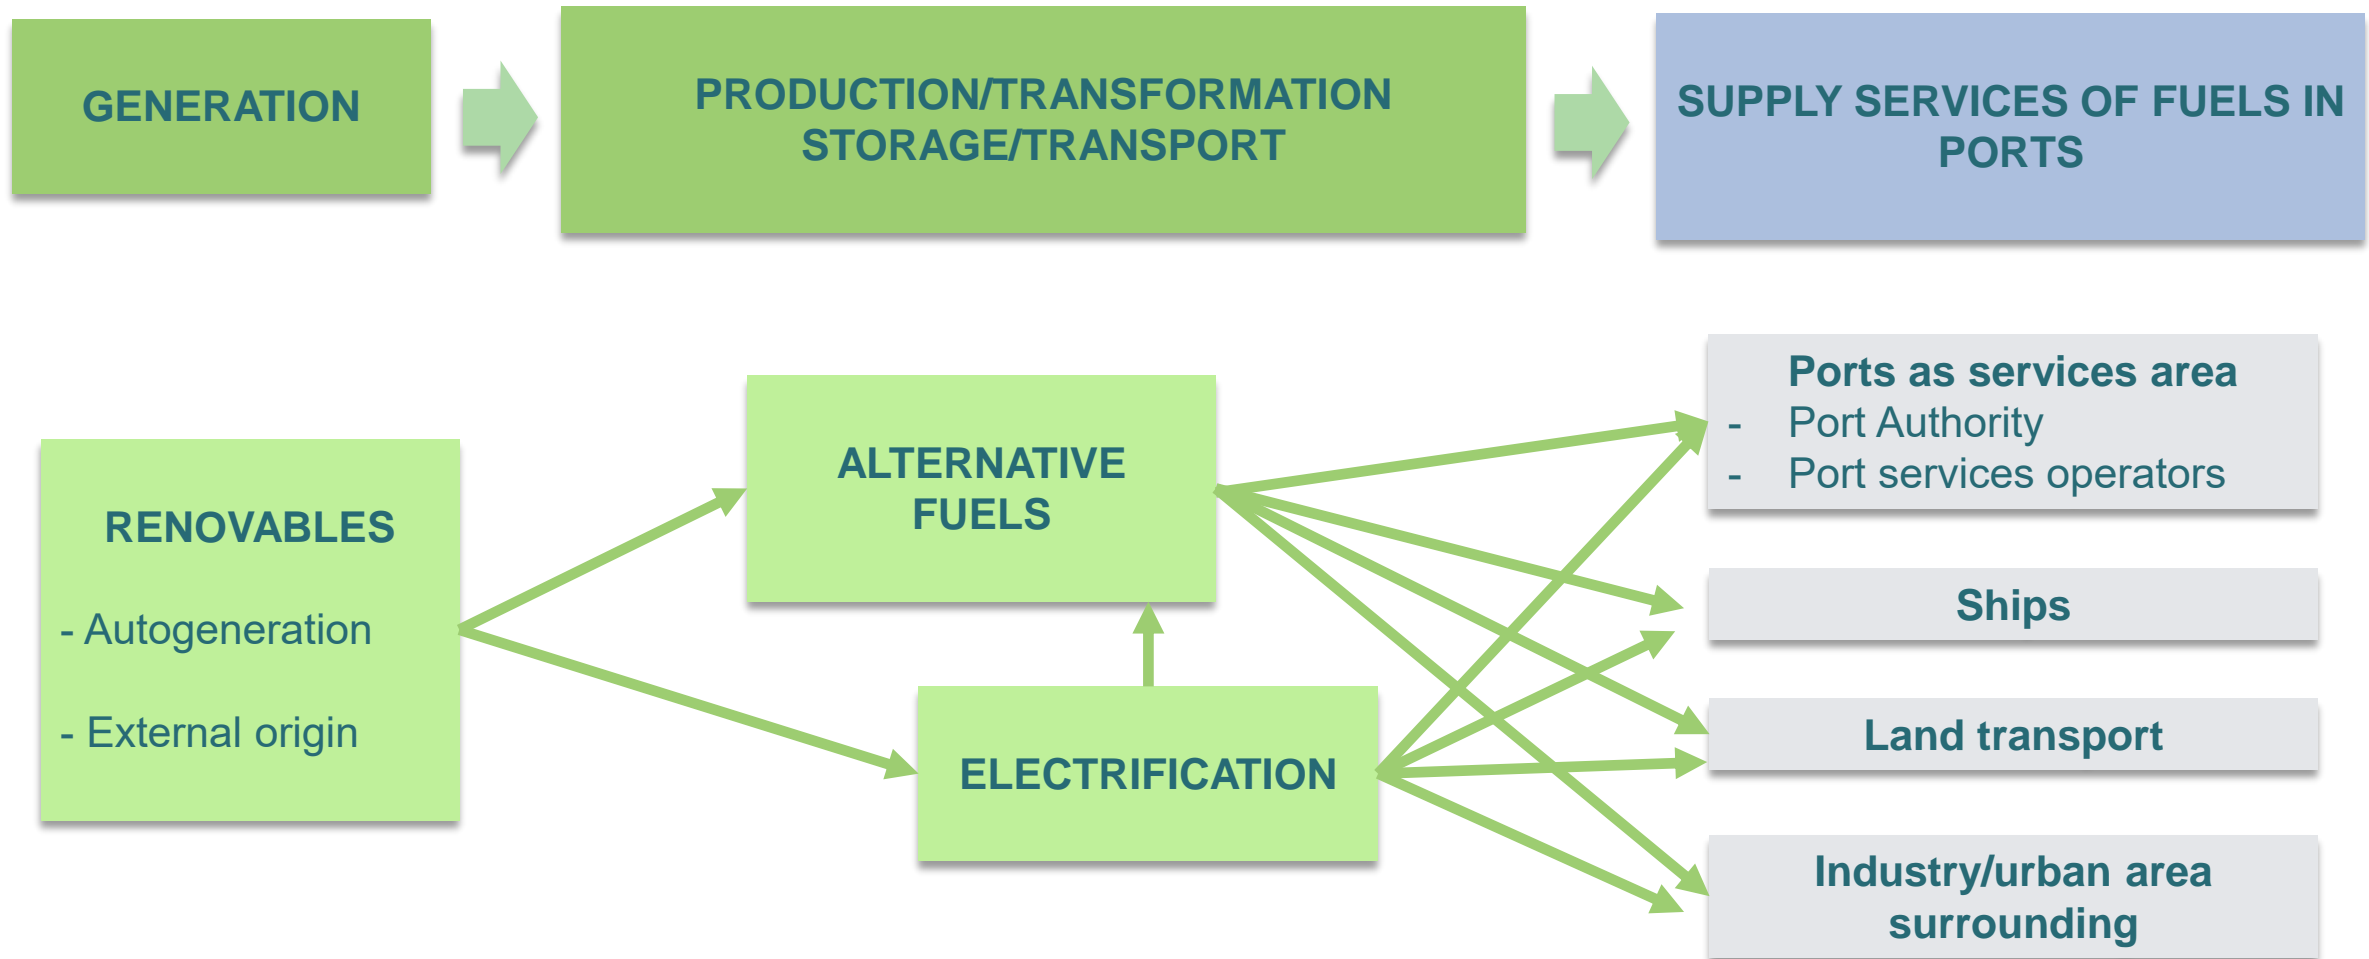 GENERATION
PRODUCTION/TRANSFORMATION
STORAGE/TRANSPORT
SUPPLY SERVICES OF FUELS IN
PORTS
RENOVABLES
- Autogeneration
- External origin
ALTERNATIVE
FUELS
ELECTRIFICATION
Ports as services area
- Port Authority
- Port services operators
Ships
Land transport
Industry/urban area
surrounding